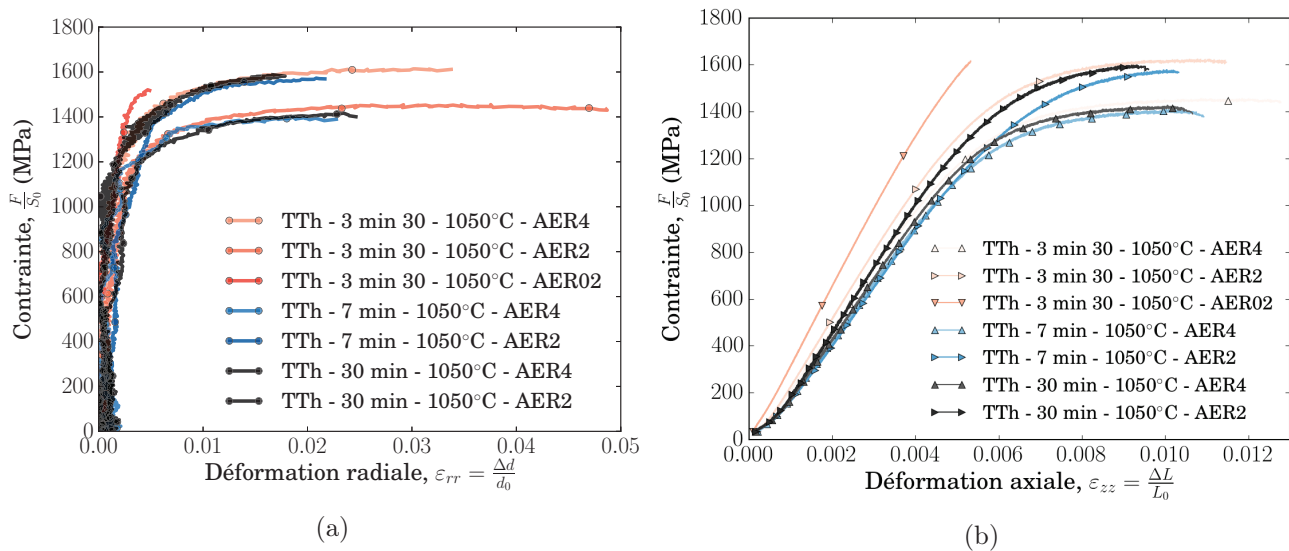 1800
1600
1400
1200
1000
800
600
400
200
0
Contrainte, F/S₀ (MPa)
TTh - 3 min 30 - 1050°C - AER4
TTh - 3 min 30 - 1050°C - AER2
TTh - 3 min 30 - 1050°C - AER02
TTh - 7 min - 1050°C - AER4
TTh - 7 min - 1050°C - AER2
TTh - 30 min - 1050°C - AER4
TTh - 30 min - 1050°C - AER2
0.00 0.01 0.02 0.03 0.04 0.05
Déformation radiale, ε_rr = Δd/d₀
(a)
1800
1600
1400
1200
1000
800
600
400
200
0
Contrainte, F/S₀ (MPa)
TTh - 3 min 30 - 1050°C - AER4
TTh - 3 min 30 - 1050°C - AER2
TTh - 3 min 30 - 1050°C - AER02
TTh - 7 min - 1050°C - AER4
TTh - 7 min - 1050°C - AER2
TTh - 30 min - 1050°C - AER4
TTh - 30 min - 1050°C - AER2
0.000 0.002 0.004 0.006 0.008 0.010 0.012
Déformation axiale, ε_zz = ΔL/L₀
(b)